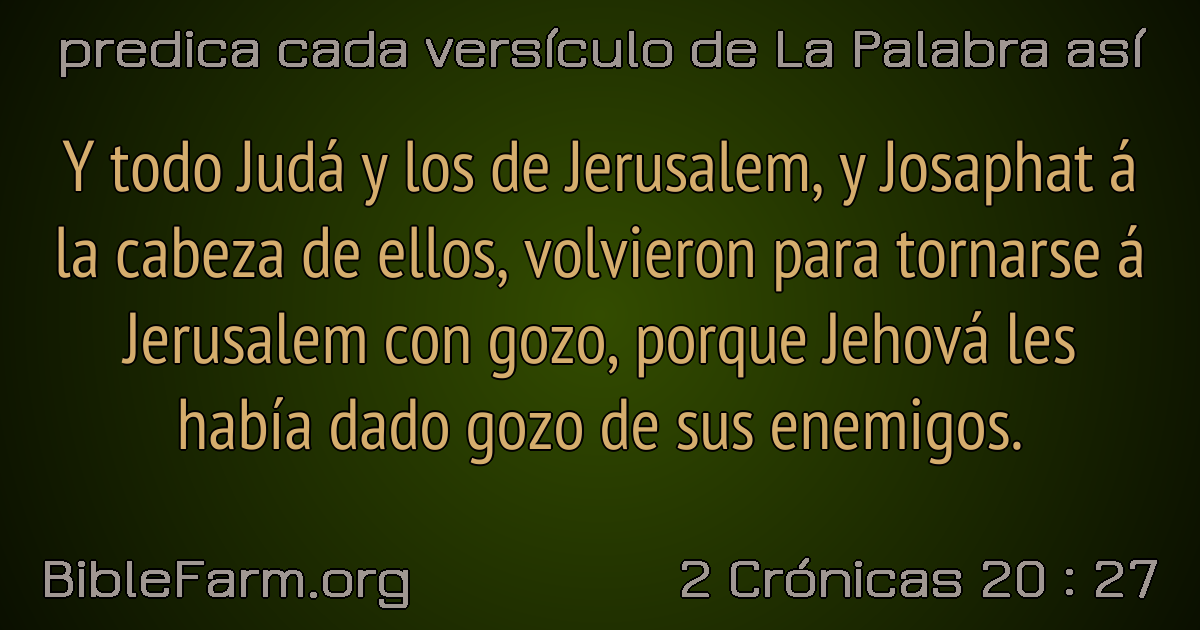 predica cada versículo de La Palabra así
Y todo Judá y los de Jerusalem, y Josaphat á
la cabeza de ellos, volvieron para tornarse á
Jerusalem con gozo, porque Jehová les
había dado gozo de sus enemigos.
BibleFarm.org
2 Crónicas 20 : 27